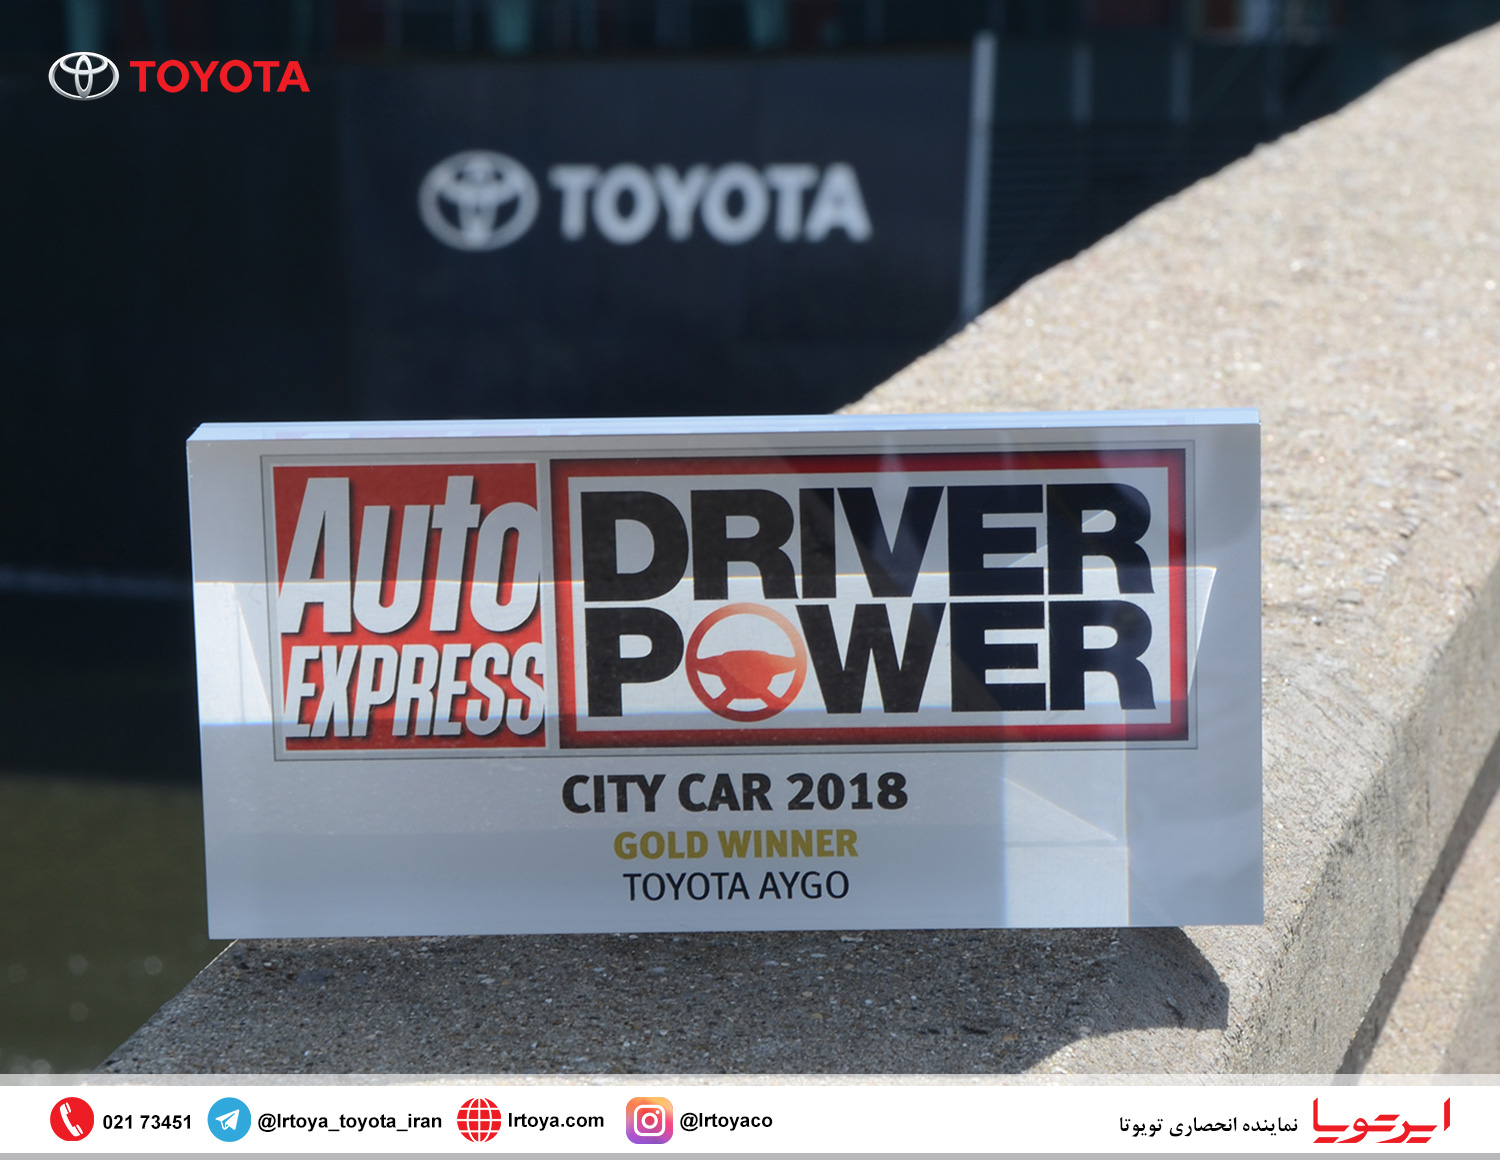 TOYOTA
TOYOTA
Auto
EXPRESS
DRIVER
POWER
CITY CAR 2018
GOLD WINNER
TOYOTA AYGO
021 73451
@Irtoya_toyota_iran
Irtoya.com
@Irtoyaco
نماینده انحصاری تویوتا
ایرتویا